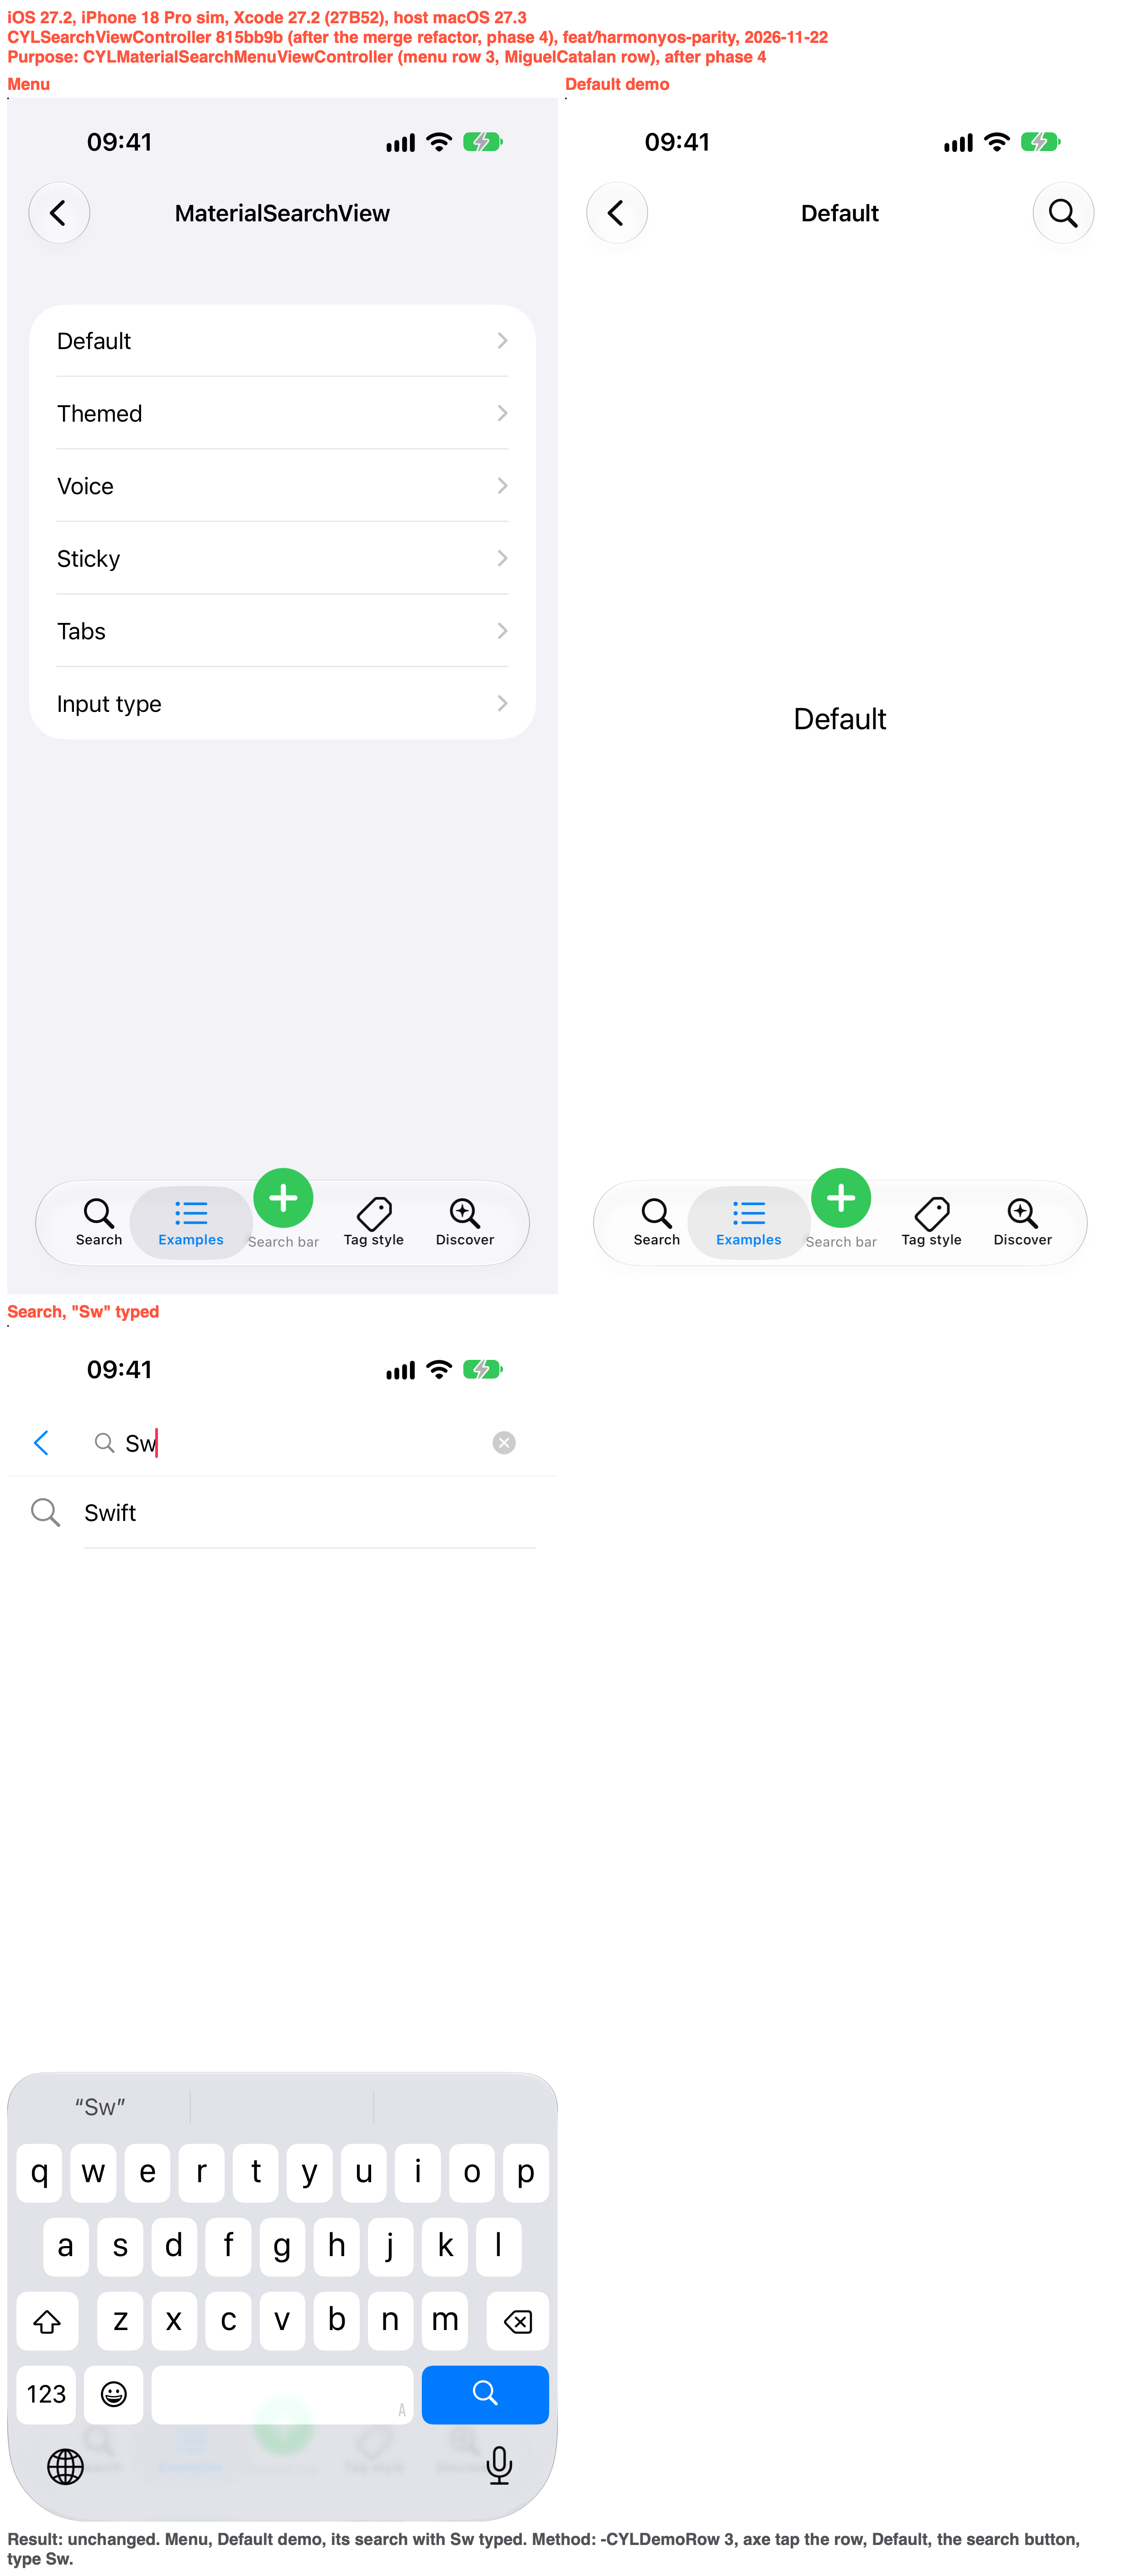 iOS 27.2, iPhone 18 Pro sim, Xcode 27.2 (27B52), host macOS 27.3
CYLSearchViewController 815bb9b (after the merge refactor, phase 4), feat/harmonyos-parity, 2026-11-22
Purpose: CYLMaterialSearchMenuViewController (menu row 3, MiguelCatalan row), after phase 4
Menu
09:41
MaterialSearchView
Default
Themed
Voice
Sticky
Tabs
Input type
Search
Examples
Search bar
Tag style
Discover
Default demo
09:41
Default
Default
Search
Examples
Search bar
Tag style
Discover
Search, "Sw" typed
09:41
Sw
Swift
“Sw”
q w e r t y u i o p
a s d f g h j k l
z x c v b n m
123
A
Examples
Tag style
Result: unchanged. Menu, Default demo, its search with Sw typed. Method: -CYLDemoRow 3, axe tap the row, Default, the search button,
type Sw.